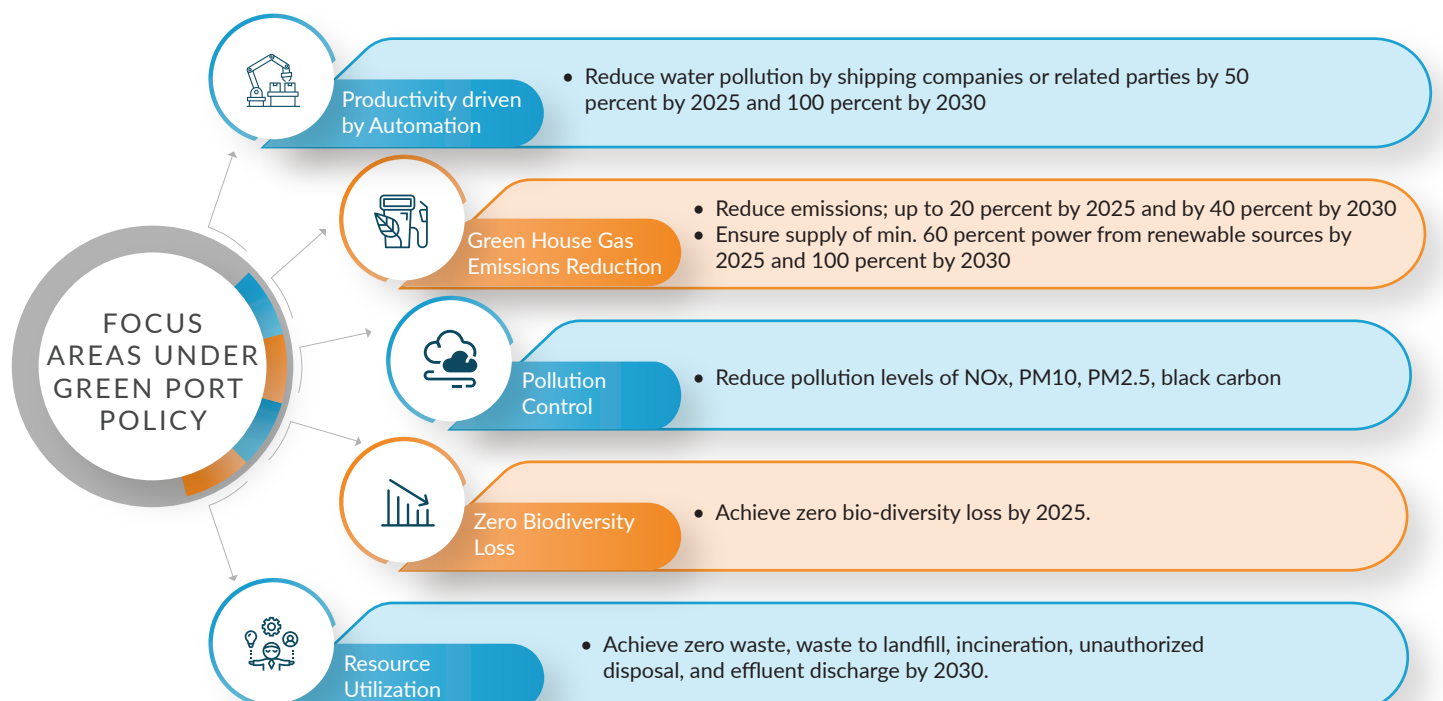 FOCUS
AREAS UNDER
GREEN PORT
POLICY
Productivity driven
by Automation
• Reduce water pollution by shipping companies or related parties by 50
percent by 2025 and 100 percent by 2030
Green House Gas
Emissions Reduction
• Reduce emissions; up to 20 percent by 2025 and by 40 percent by 2030
• Ensure supply of min. 60 percent power from renewable sources by
2025 and 100 percent by 2030
Pollution
Control
• Reduce pollution levels of NOx, PM10, PM2.5, black carbon
Zero Biodiversity
Loss
• Achieve zero bio-diversity loss by 2025.
Resource
Utilization
• Achieve zero waste, waste to landfill, incineration, unauthorized
disposal, and effluent discharge by 2030.